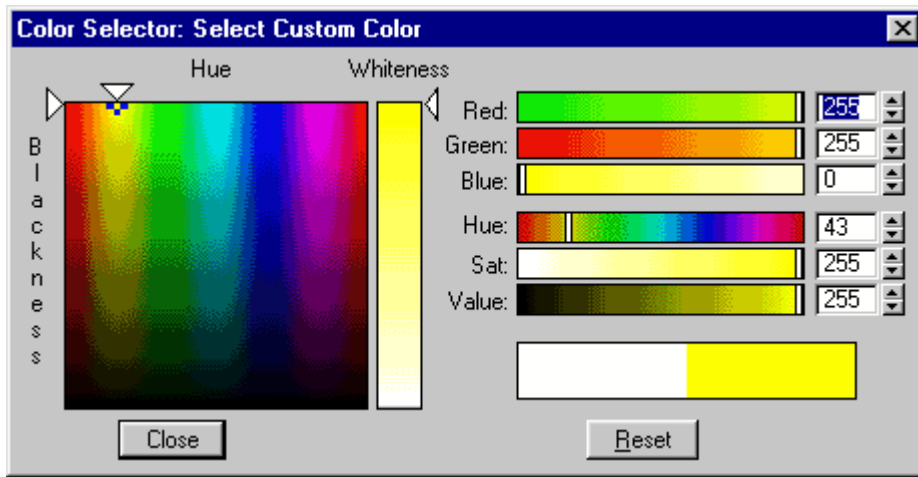 Color Selector: Select Custom Color
Hue
Whiteness
Blackness
Red: 255
Green: 255
Blue: 0
Hue: 43
Sat: 255
Value: 255
Close
Reset